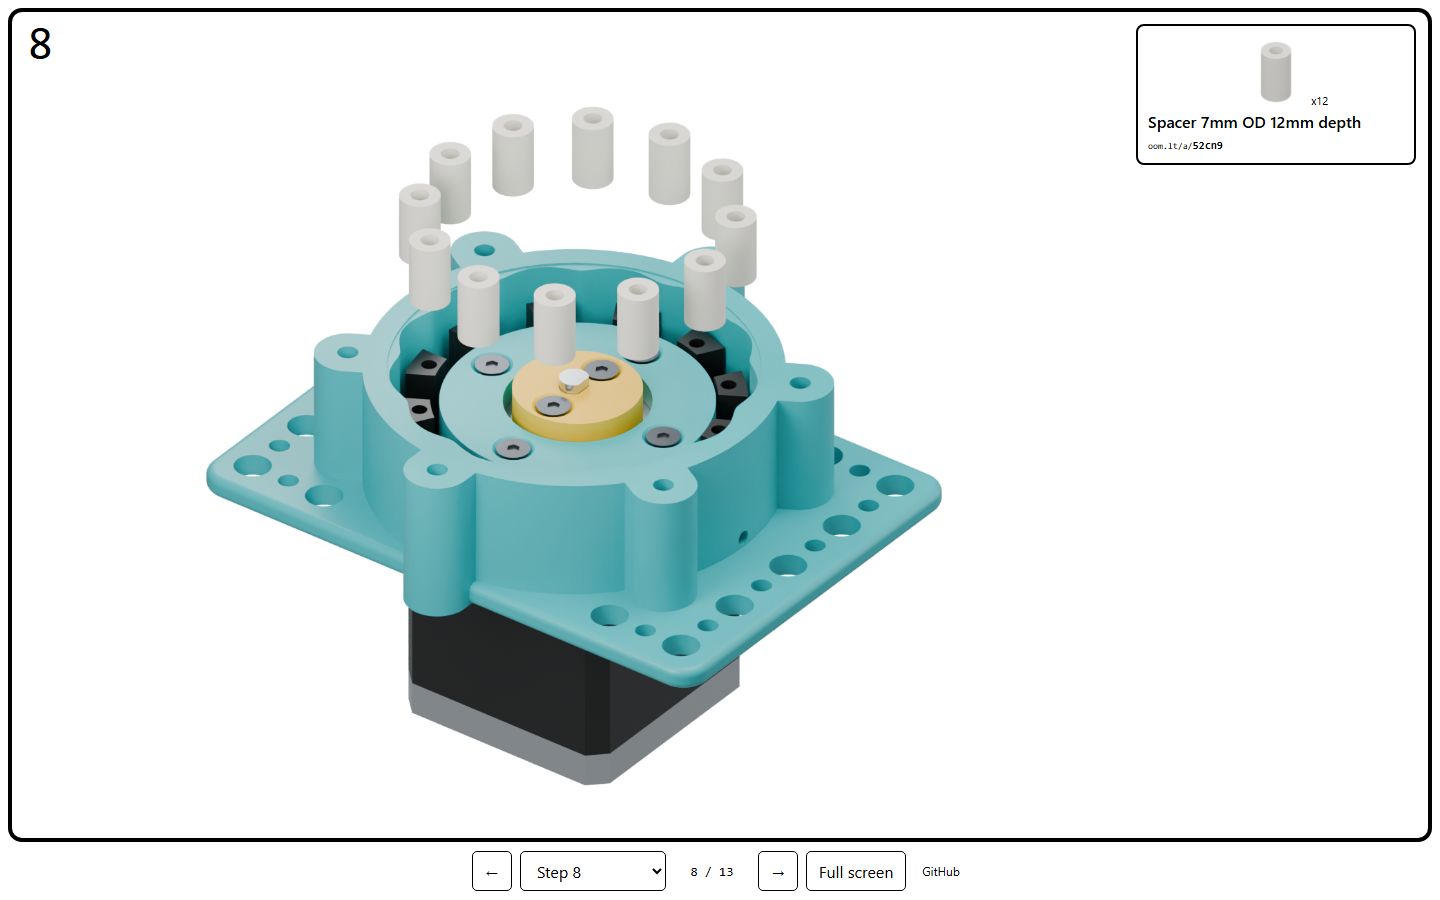 8
x12
Spacer 7mm OD 12mm depth
oom.lt/a/52cn9
←
Step 8
8 / 13
→
Full screen
GitHub